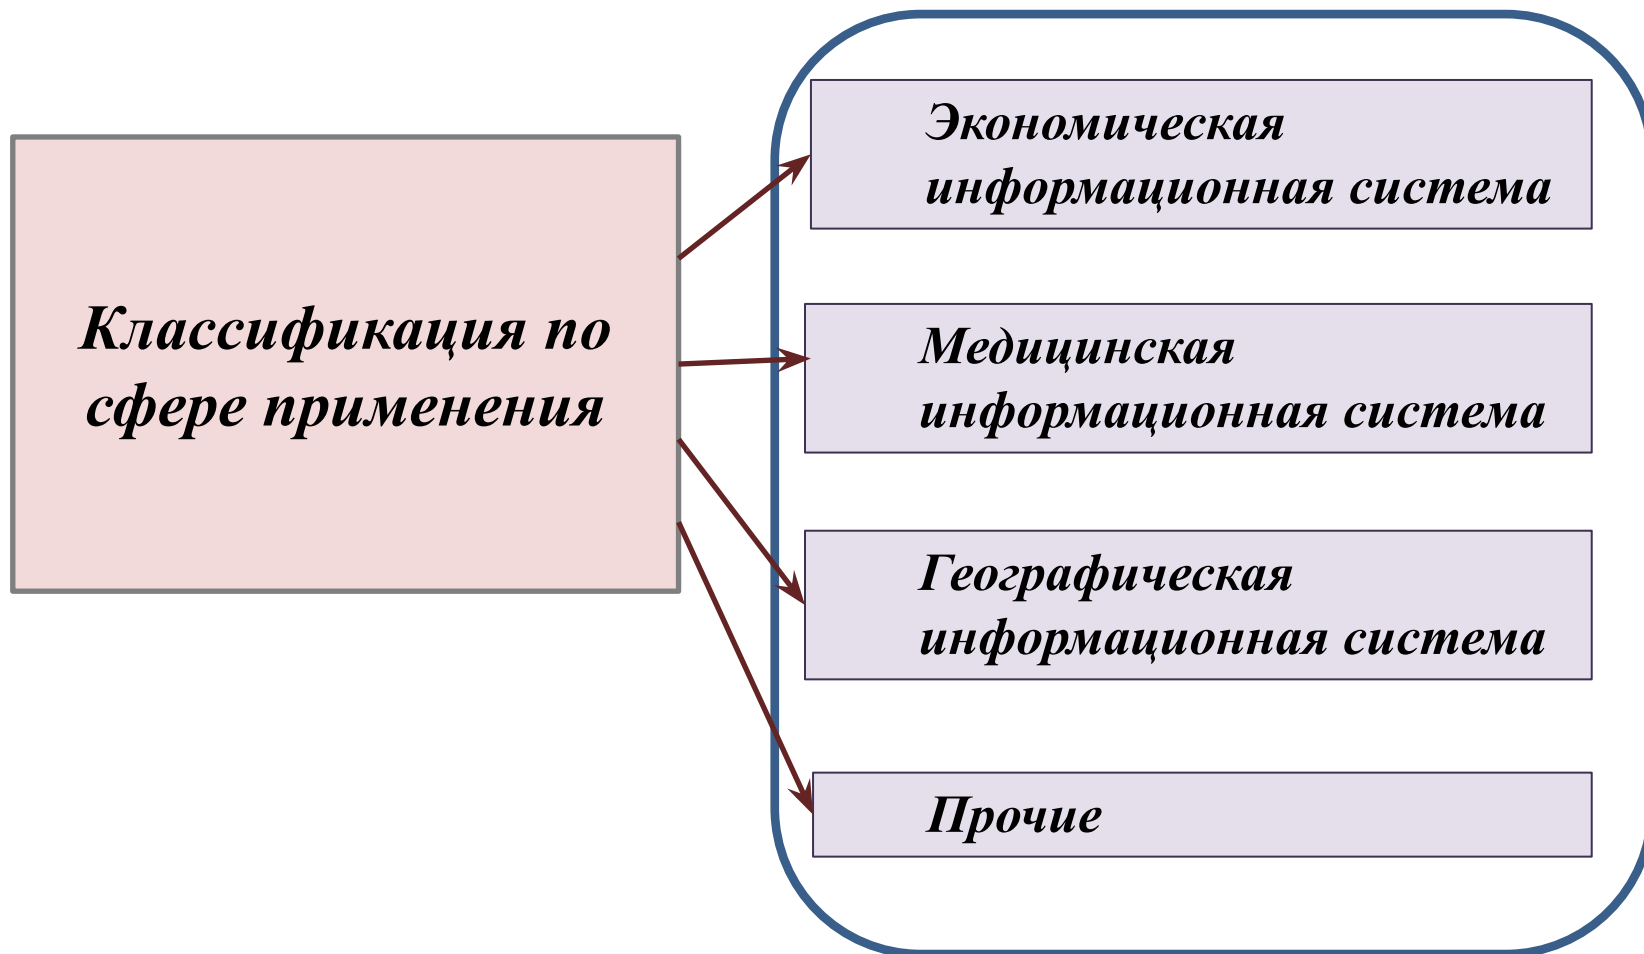 Классификация по
сфере применения
Экономическая
информационная система
Медицинская
информационная система
Географическая
информационная система
Прочие